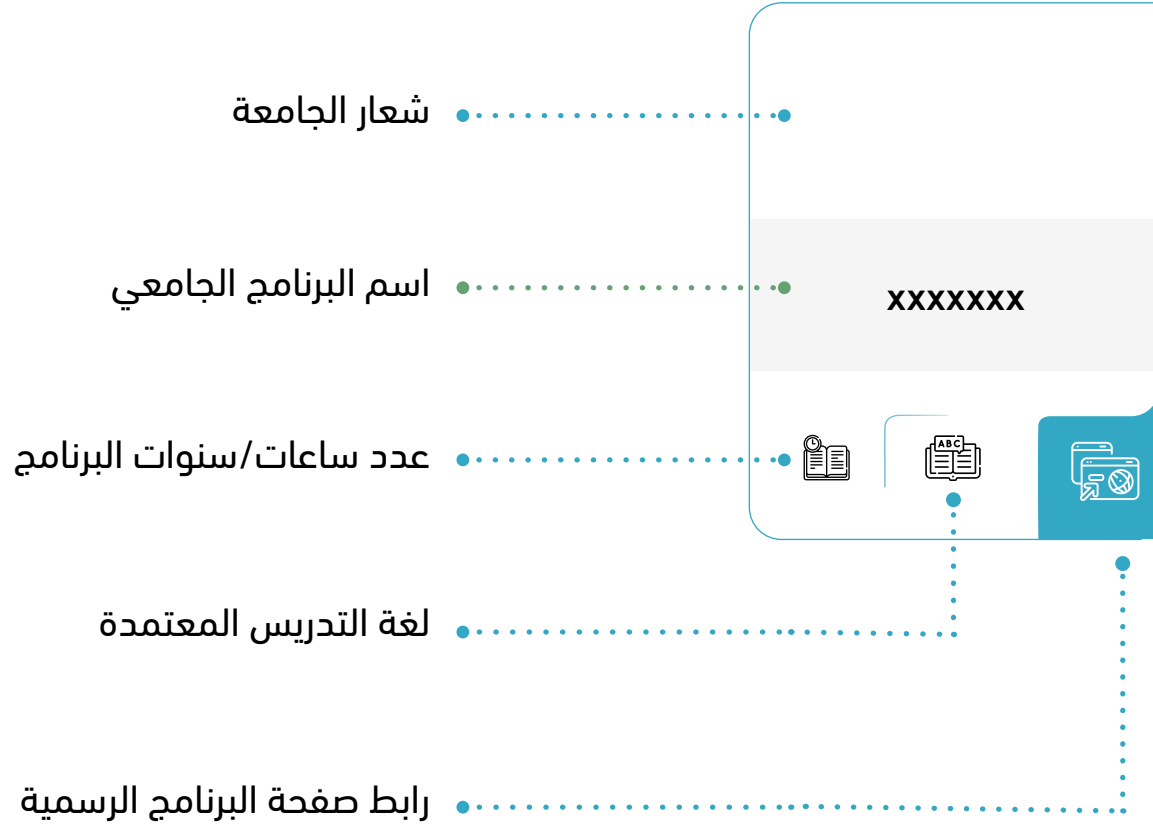 شعار الجامعة
اسم البرنامج الجامعي
XXXXXXX
عدد ساعات/سنوات البرنامج
ABC
لغة التدريس المعتمدة
رابط صفحة البرنامج الرسمية